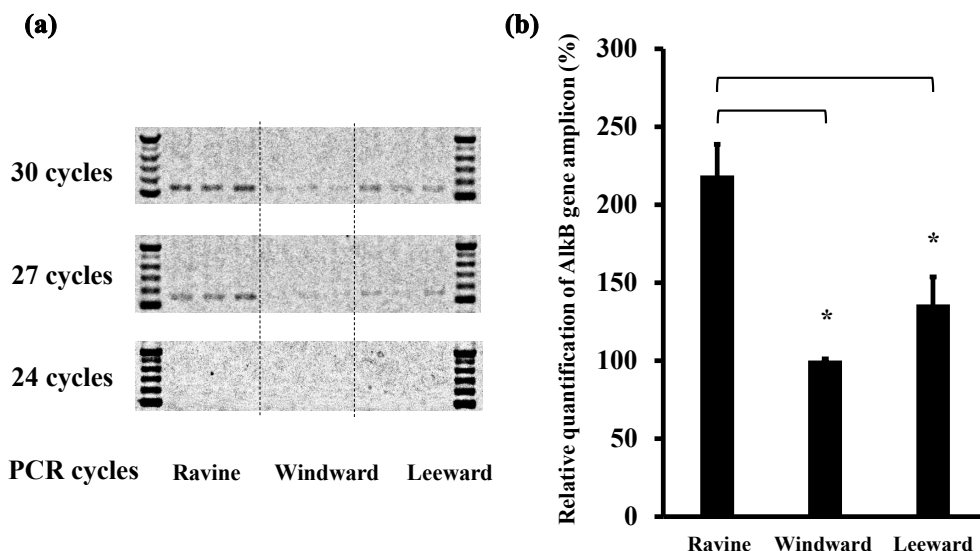 (a)
30 cycles
27 cycles
24 cycles
PCR cycles Ravine Windward Leeward
(b)
Relative quantification of AlkB gene amplicon (%)
300
250
200
150
100
50
0
*
*
Ravine Windward Leeward